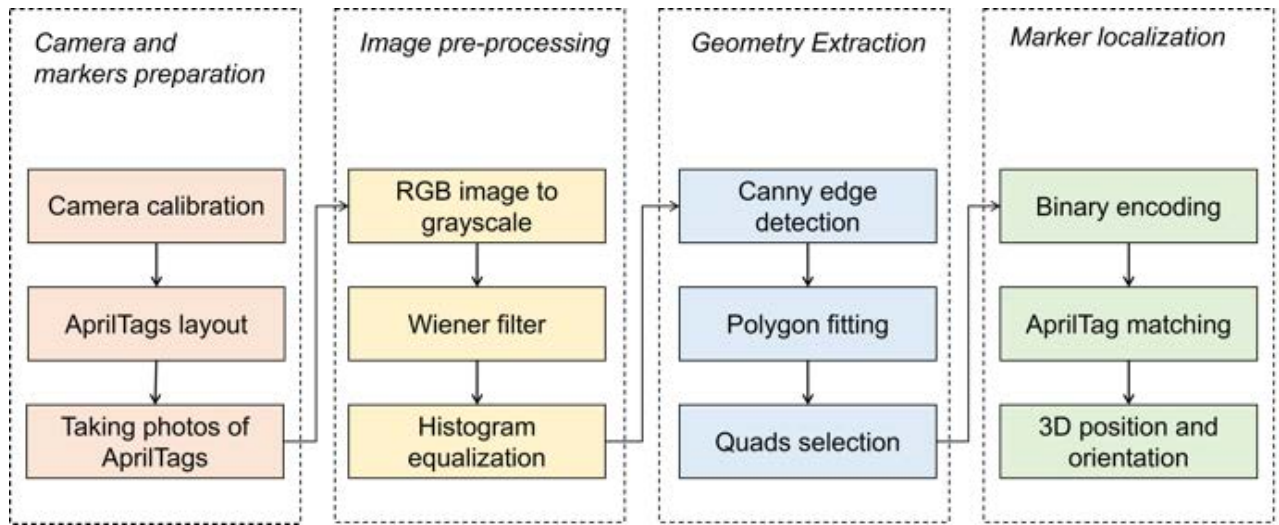 Camera and
markers preparation
Camera calibration
AprilTags layout
Taking photos of
AprilTags
Image pre-processing
RGB image to
grayscale
Wiener filter
Histogram
equalization
Geometry Extraction
Canny edge
detection
Polygon fitting
Quads selection
Marker localization
Binary encoding
AprilTag matching
3D position and
orientation